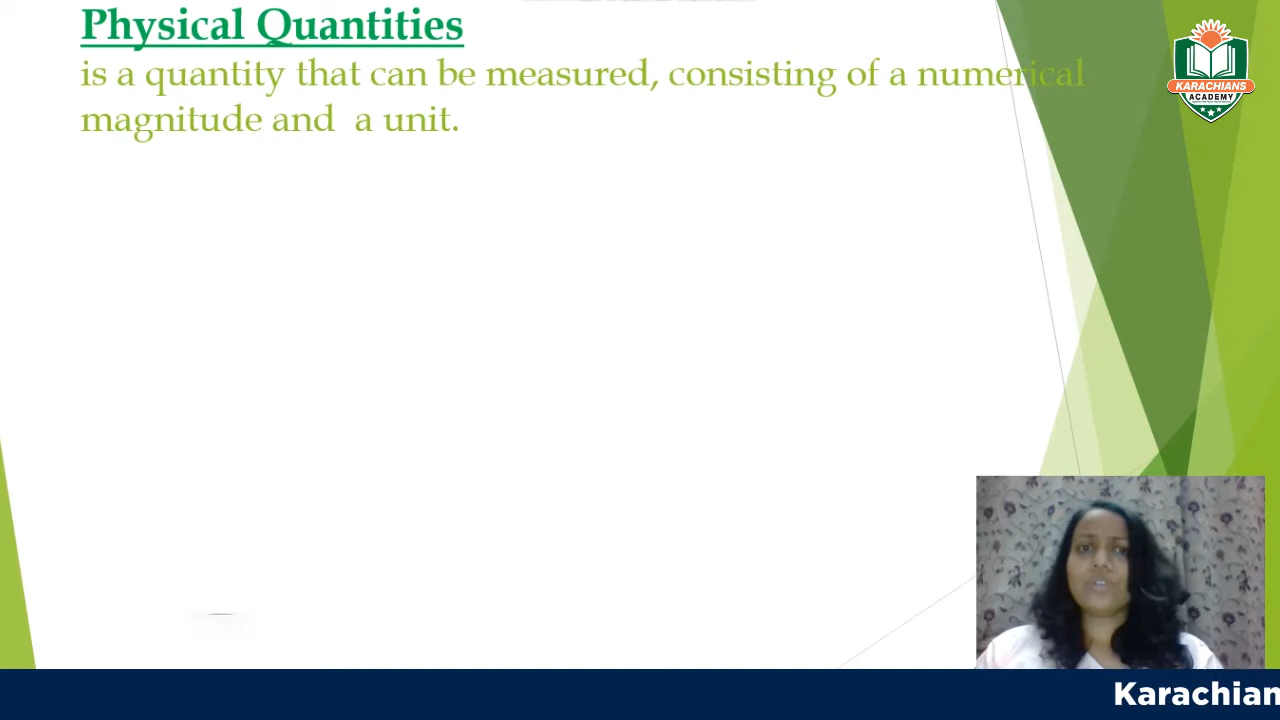 Physical Quantities
is a quantity that can be measured, consisting of a numerical
magnitude and  a unit.
KARACHIANS
ACADEMY
Karachian